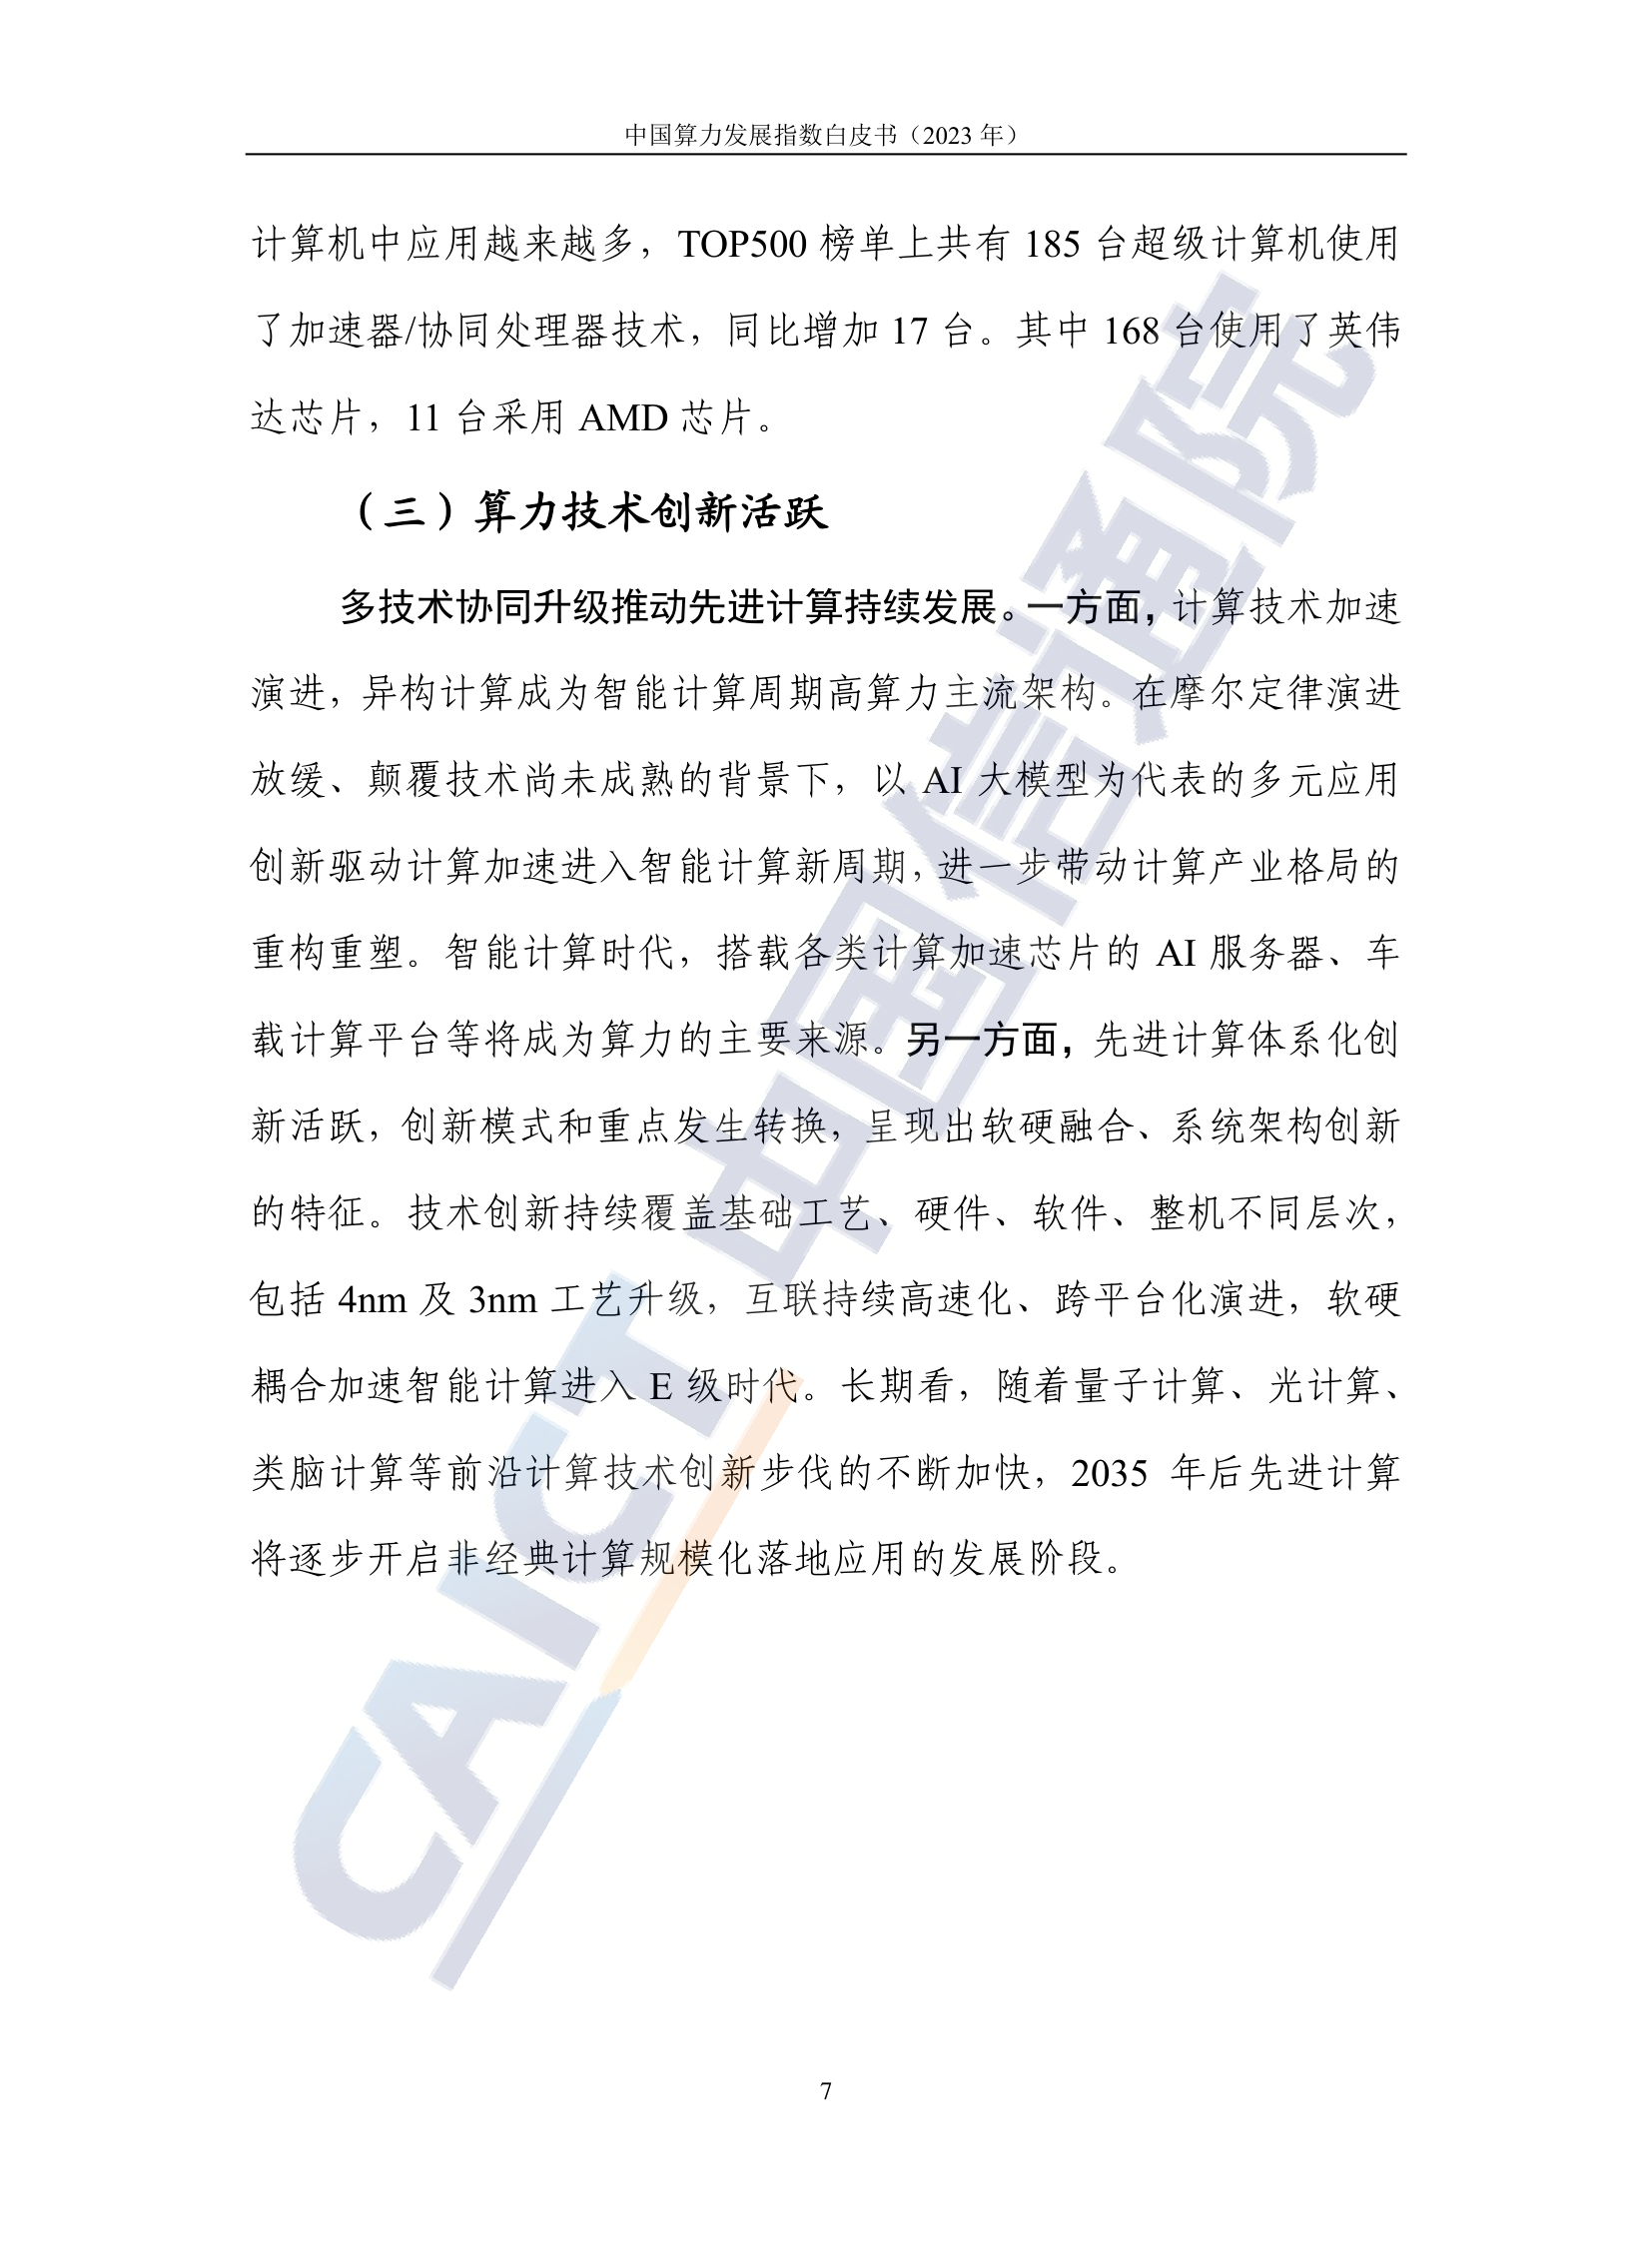 中国算力发展指数白皮书（2023 年）
计算机中应用越来越多，TOP500 榜单上共有 185 台超级计算机使用
了加速器/协同处理器技术，同比增加 17 台。其中 168 台使用了英伟
达芯片，11 台采用 AMD 芯片。
（三）算力技术创新活跃
多技术协同升级推动先进计算持续发展。一方面，计算技术加速
演进，异构计算成为智能计算周期高算力主流架构。在摩尔定律演进
放缓、颠覆技术尚未成熟的背景下，以 AI 大模型为代表的多元应用
创新驱动计算加速进入智能计算新周期，进一步带动计算产业格局的
重构重塑。智能计算时代，搭载各类计算加速芯片的 AI 服务器、车
载计算平台等将成为算力的主要来源。另一方面，先进计算体系化创
新活跃，创新模式和重点发生转换，呈现出软硬融合、系统架构创新
的特征。技术创新持续覆盖基础工艺、硬件、软件、整机不同层次，
包括 4nm 及 3nm 工艺升级，互联持续高速化、跨平台化演进，软硬
耦合加速智能计算进入 E 级时代。长期看，随着量子计算、光计算、
类脑计算等前沿计算技术创新步伐的不断加快，2035 年后先进计算
将逐步开启非经典计算规模化落地应用的发展阶段。
CAICT 中国信通院
7